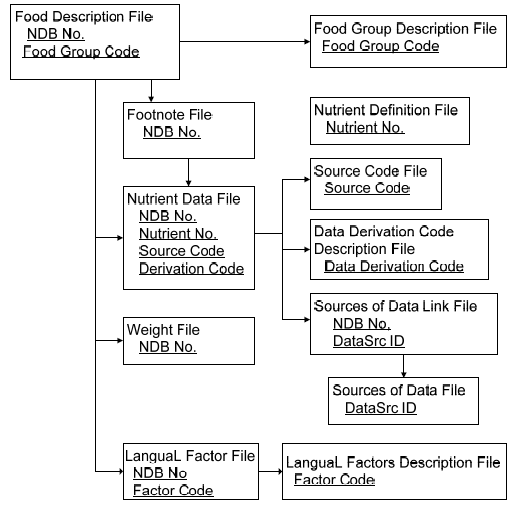 Food Description File
NDB No.
Food Group Code
Food Group Description File
Food Group Code
Footnote File
NDB No.
Nutrient Definition File
Nutrient No.
Nutrient Data File
NDB No.
Nutrient No.
Source Code
Derivation Code
Source Code File
Source Code
Data Derivation Code
Description File
Data Derivation Code
Sources of Data Link File
NDB No.
DataSrc ID
Weight File
NDB No.
Sources of Data File
DataSrc ID
LanguaL Factor File
NDB No
Factor Code
LanguaL Factors Description File
Factor Code